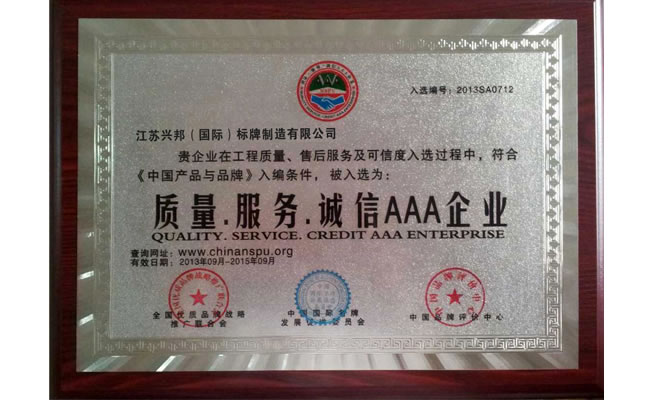 入选编号：2013SA0712
江苏兴邦（国际）标牌制造有限公司
贵企业在工程质量、售后服务及可信度入选过程中，符合
《中国产品与品牌》入编条件，被入选为：
质量.服务.诚信AAA企业
QUALITY. SERVICE. CREDIT AAA ENTERPRISE
查询网址：www.chinanspu.org
有效日期：2013年09月-2015年09月
全国优质品牌战略
推广联合会
中国国际名牌
发展促进委员会
中国品牌评价中心